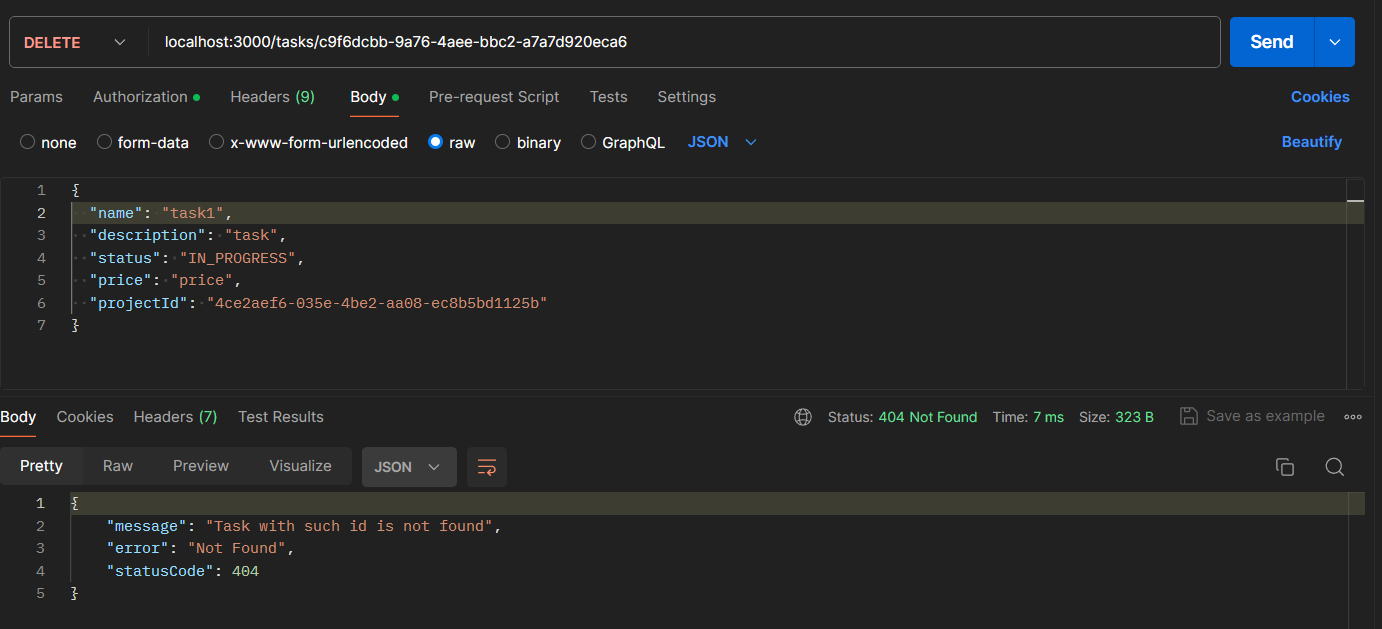 DELETE localhost:3000/tasks/c9f6dcbb-9a76-4aee-bbc2-a7a7d920eca6 Send
Params Authorization Headers (9) Body Pre-request Script Tests Settings Cookies
none form-data x-www-form-urlencoded raw binary GraphQL JSON Beautify
1 {
2 "name": "task1",
3 "description": "task",
4 "status": "IN_PROGRESS",
5 "price": "price",
6 "projectId": "4ce2aef6-035e-4be2-aa08-ec8b5bd1125b"
7 }
Body Cookies Headers (7) Test Results Status: 404 Not Found Time: 7 ms Size: 323 B Save as example
Pretty Raw Preview Visualize JSON
1 {
2 "message": "Task with such id is not found",
3 "error": "Not Found",
4 "statusCode": 404
5 }